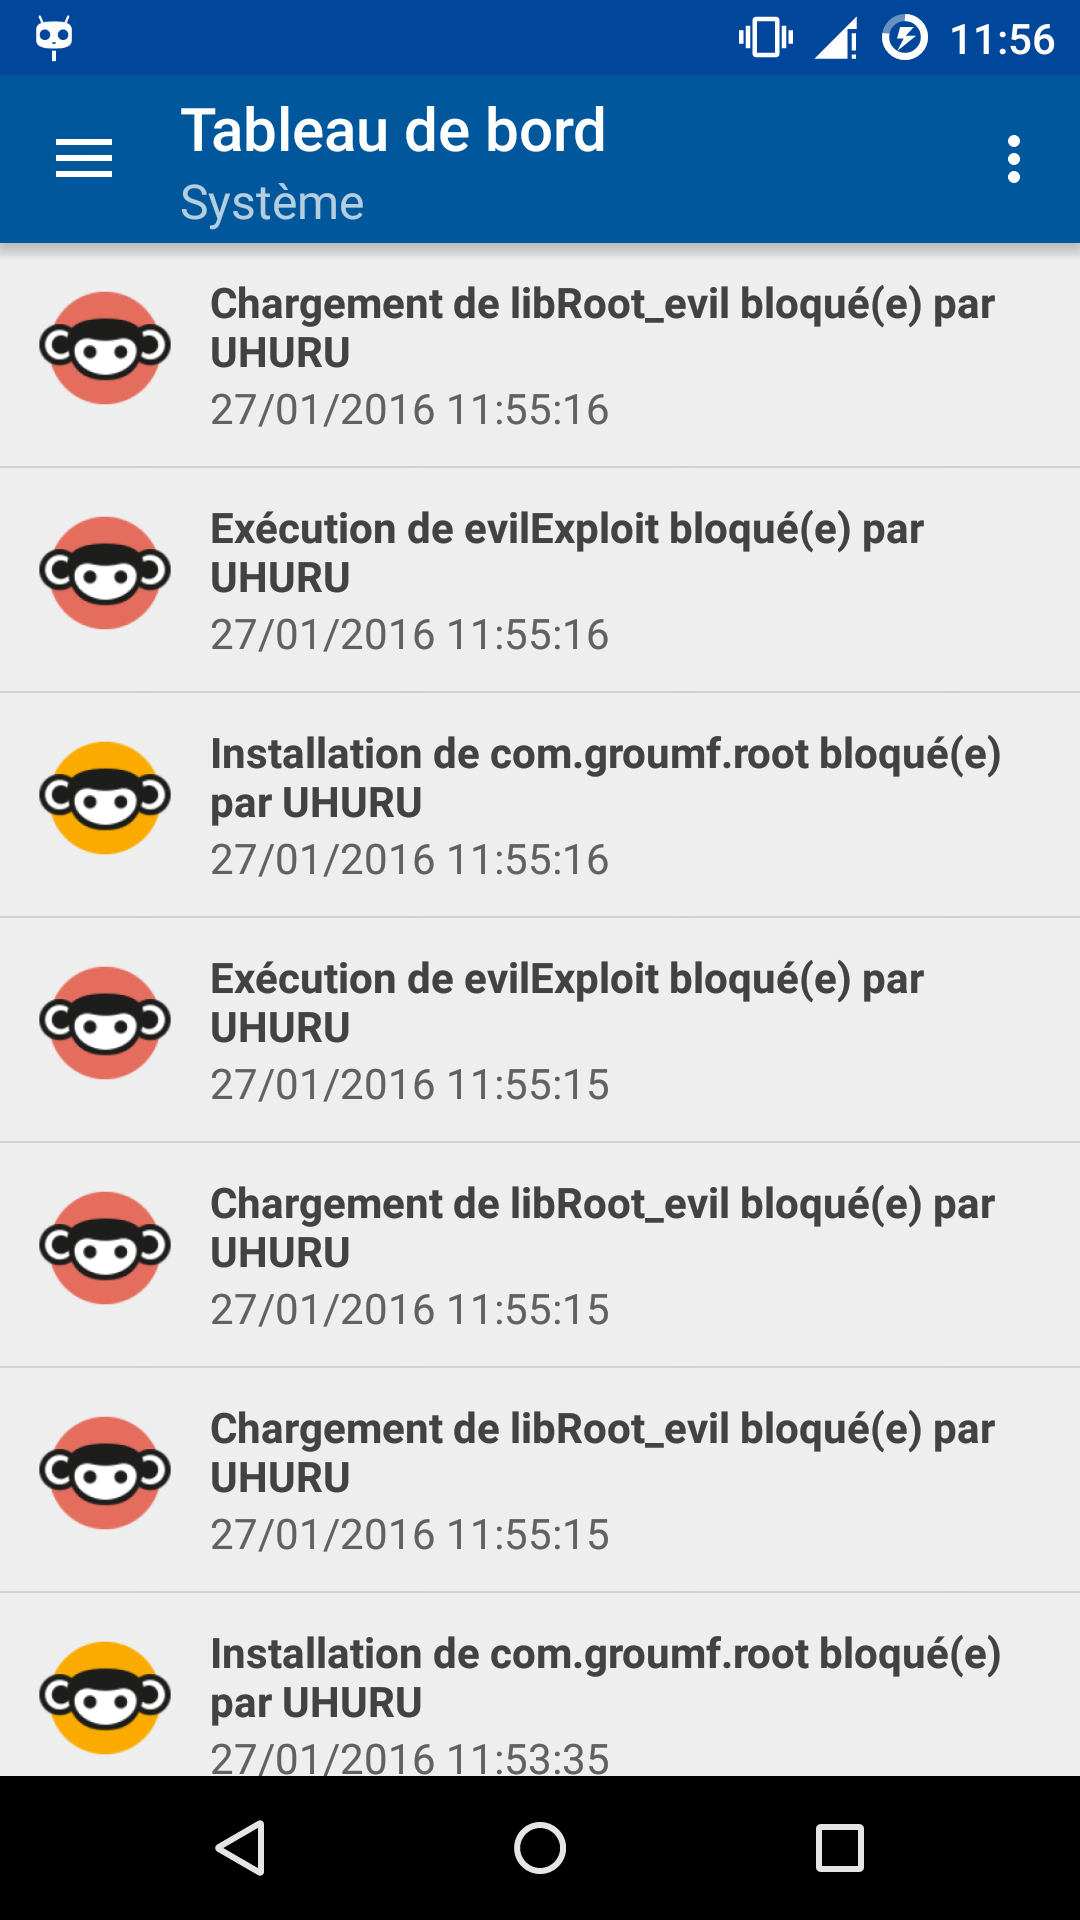 11:56
Tableau de bord
Système
Chargement de libRoot_evil bloqué(e) par
UHURU
27/01/2016 11:55:16
Exécution de evilExploit bloqué(e) par
UHURU
27/01/2016 11:55:16
Installation de com.groumf.root bloqué(e)
par UHURU
27/01/2016 11:55:16
Exécution de evilExploit bloqué(e) par
UHURU
27/01/2016 11:55:15
Chargement de libRoot_evil bloqué(e) par
UHURU
27/01/2016 11:55:15
Chargement de libRoot_evil bloqué(e) par
UHURU
27/01/2016 11:55:15
Installation de com.groumf.root bloqué(e)
par UHURU
27/01/2016 11:53:35